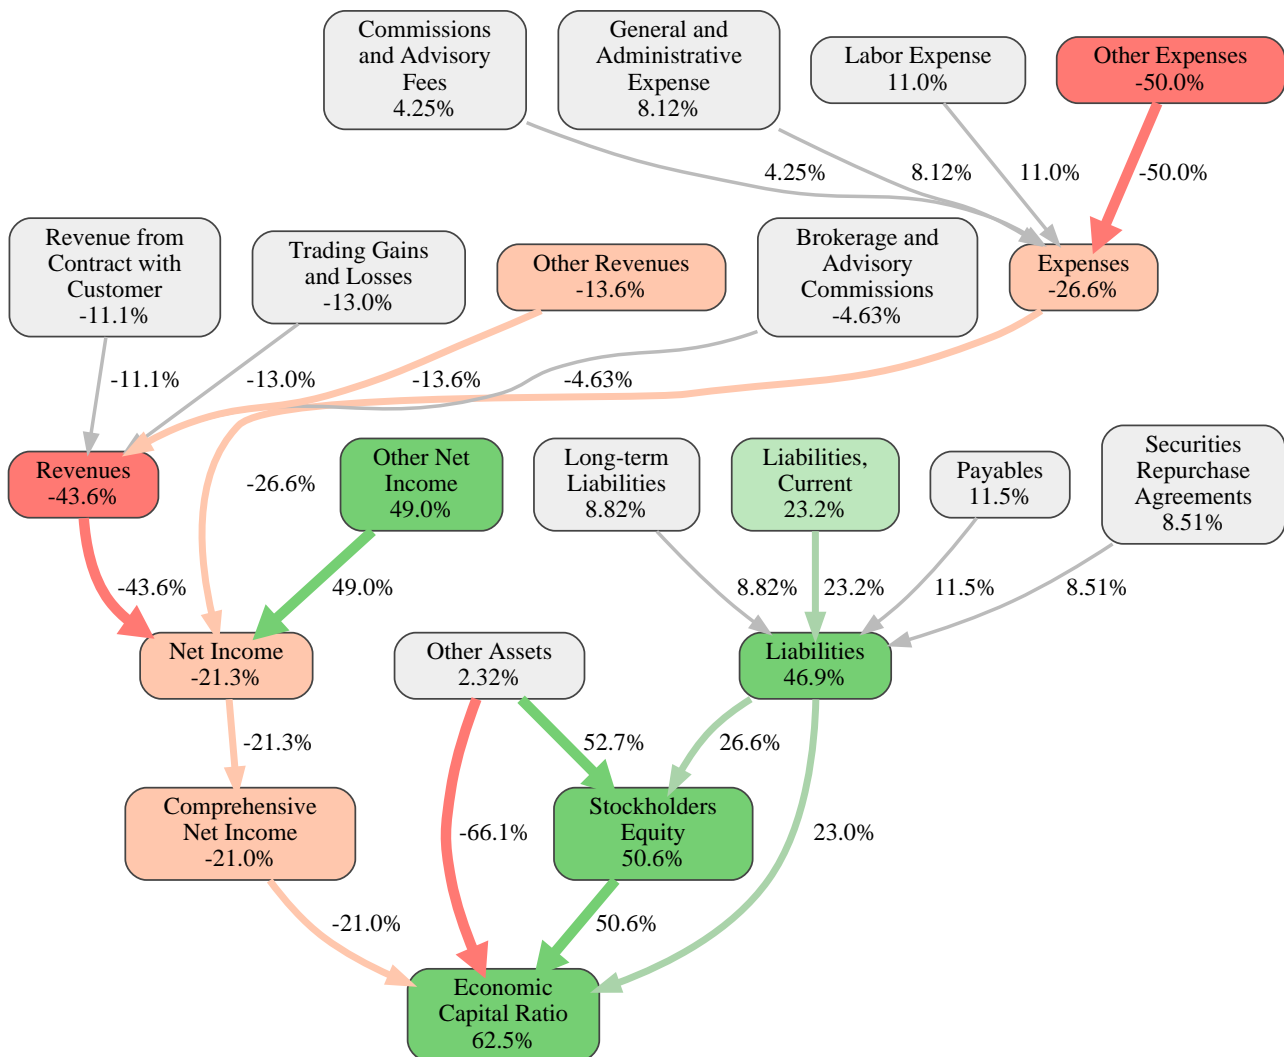 Commissions
and Advisory
Fees
4.25%
General and
Administrative
Expense
8.12%
Labor Expense
11.0%
Other Expenses
-50.0%
4.25%
8.12%
11.0%
-50.0%
Revenue from
Contract with
Customer
-11.1%
Trading Gains
and Losses
-13.0%
Other Revenues
-13.6%
Brokerage and
Advisory
Commissions
-4.63%
Expenses
-26.6%
-11.1%
-13.0%
-13.6%
-4.63%
Revenues
-43.6%
-26.6%
Other Net
Income
49.0%
Long-term
Liabilities
8.82%
Liabilities,
Current
23.2%
Payables
11.5%
Securities
Repurchase
Agreements
8.51%
-43.6%
49.0%
8.82%
23.2%
11.5%
8.51%
Net Income
-21.3%
Other Assets
2.32%
Liabilities
46.9%
-21.3%
52.7%
26.6%
Comprehensive
Net Income
-21.0%
-66.1%
Stockholders
Equity
50.6%
23.0%
-21.0%
50.6%
Economic
Capital Ratio
62.5%